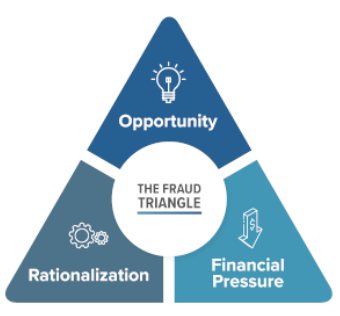 Opportunity
THE FRAUD
TRIANGLE
Rationalization
Financial
Pressure
$